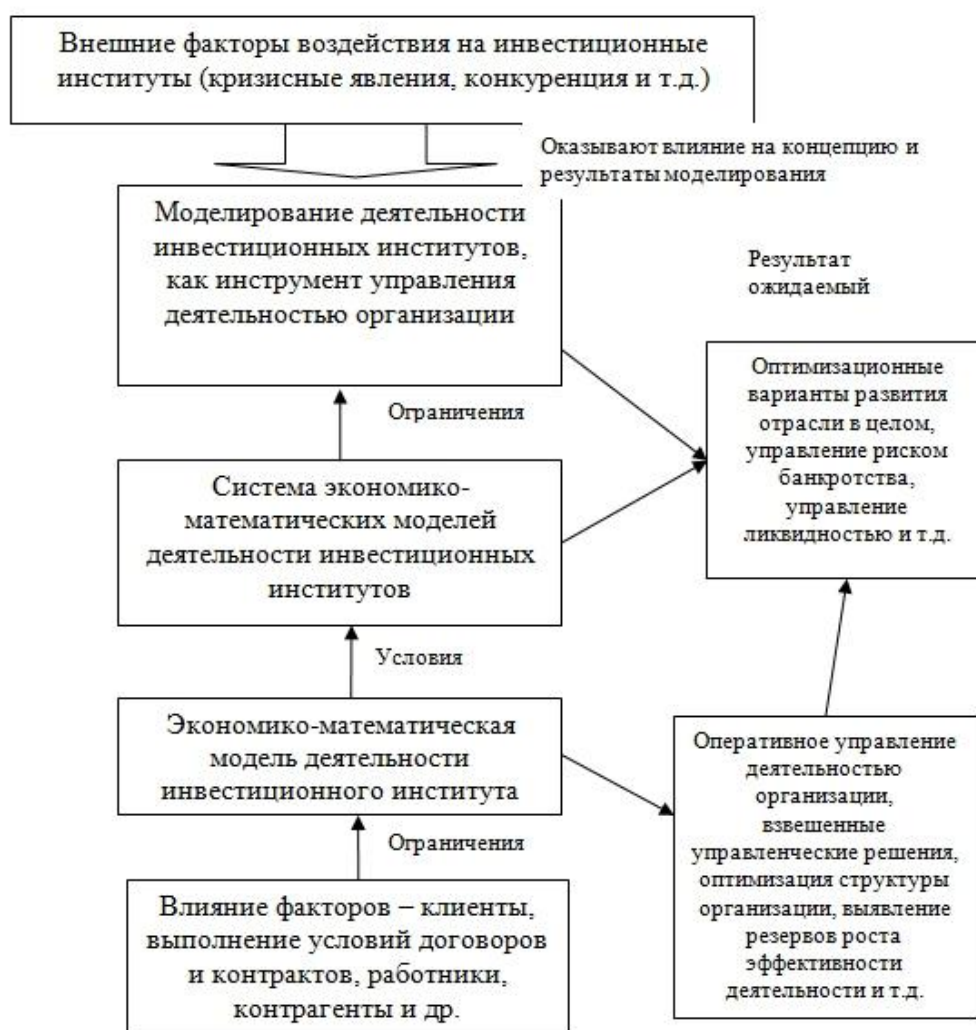 Внешние факторы воздействия на инвестиционные
институты (кризисные явления, конкуренция и т.д.)
Оказывают влияние на концепцию и
результаты моделирования
Моделирование деятельности
инвестиционных институтов,
как инструмент управления
деятельностью организации
Результат
ожидаемый
Оптимизационные
варианты развития
отрасли в целом,
управление риском
банкротства,
управление
ликвидностью и т.д.
Ограничения
Система экономико-
математических моделей
деятельности инвестиционных
институтов
Условия
Экономико-математическая
модель деятельности
инвестиционного института
Оперативное управление
деятельностью
организации,
взвешенные
управленческие решения,
оптимизация структуры
организации, выявление
резервов роста
эффективности
деятельности и т.д.
Ограничения
Влияние факторов – клиенты,
выполнение условий договоров
и контрактов, работники,
контрагенты и др.